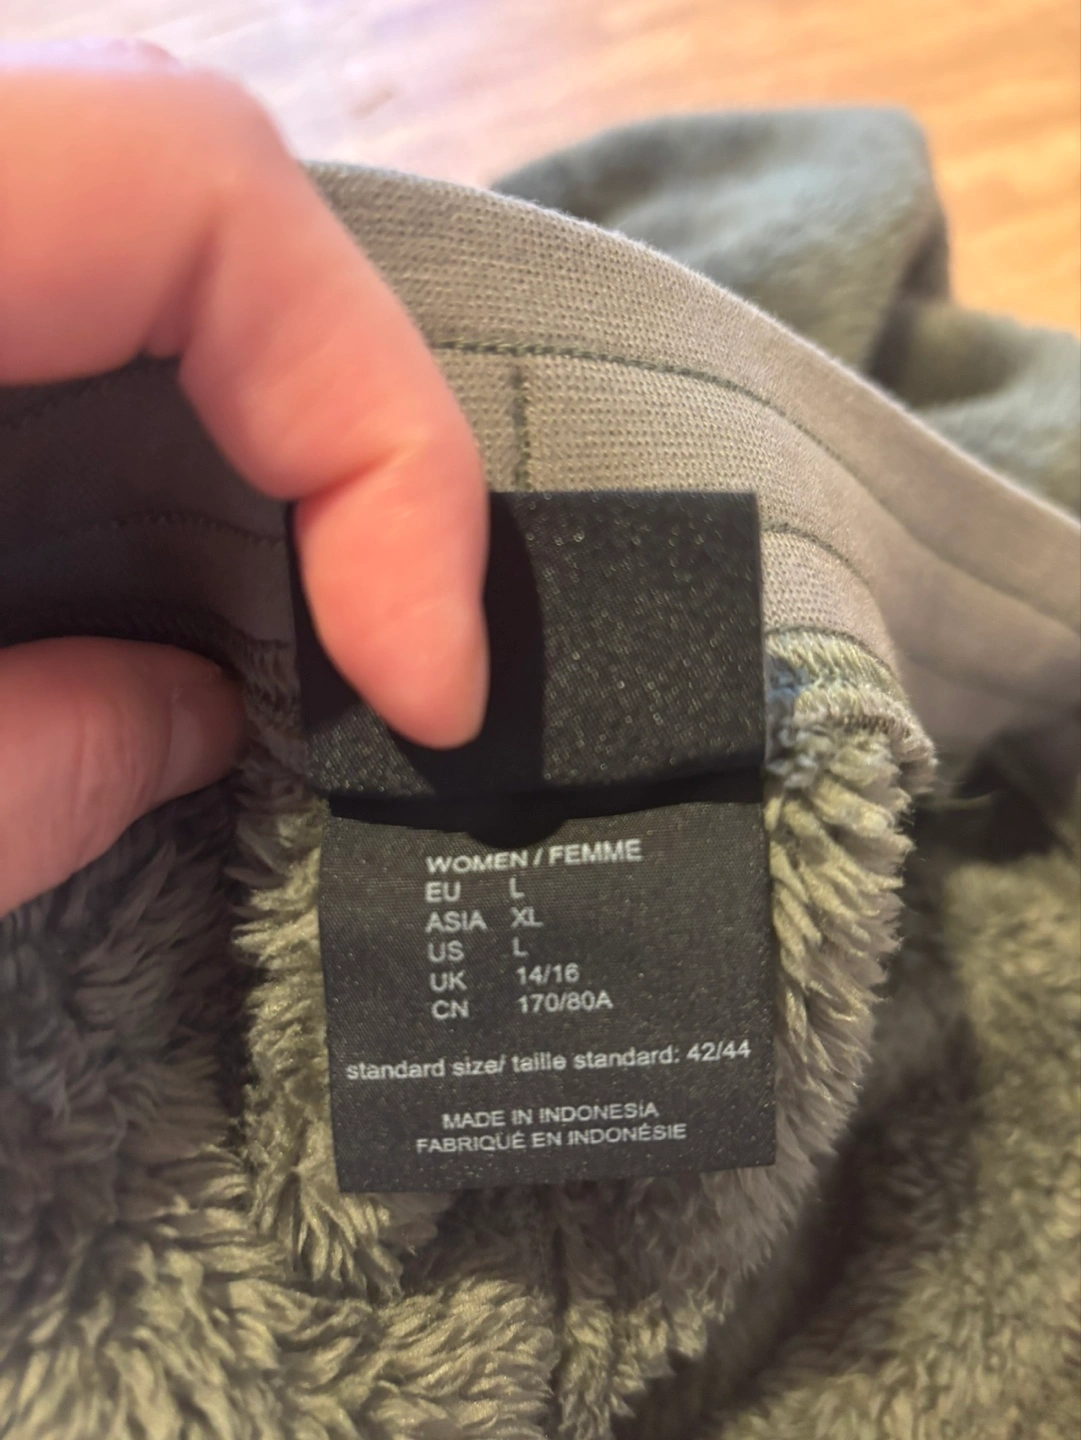 WOMEN / FEMME
EU L
ASIA XL
US L
UK 14/16
CN 170/80A
standard size/ taille standard: 42/44
MADE IN INDONESIA
FABRIQUÉ EN INDONÉSIE